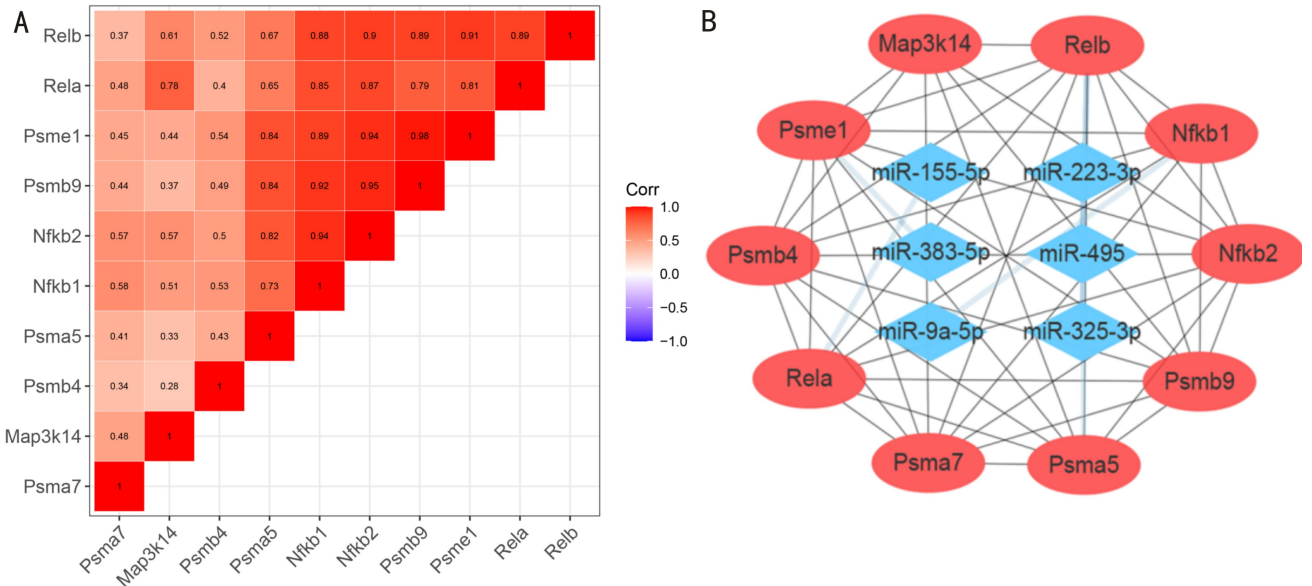 A
Relb 0.37 0.61 0.52 0.67 0.88 0.9 0.89 0.91 0.89 1
Rela 0.48 0.78 0.4 0.65 0.85 0.87 0.79 0.81 1
Psme1 0.45 0.44 0.54 0.84 0.89 0.94 0.98 1
Psmb9 0.44 0.37 0.49 0.84 0.92 0.95 1
Nfkb2 0.57 0.57 0.5 0.82 0.94 1
Nfkb1 0.58 0.51 0.53 0.73 1
Psma5 0.41 0.33 0.43 1
Psmb4 0.34 0.28 1
Map3k14 0.48 1
Psma7 1
Psma7 Map3k14 Psmb4 Psma5 Nfkb1 Nfkb2 Psmb9 Psme1 Rela Relb
Corr
1.0
0.5
0.0
−0.5
−1.0
B
Map3k14 Relb
Psme1 Nfkb1
miR-155-5p miR-223-3p
Psmb4 miR-383-5p miR-495 Nfkb2
miR-9a-5p miR-325-3p
Rela Psmb9
Psma7 Psma5